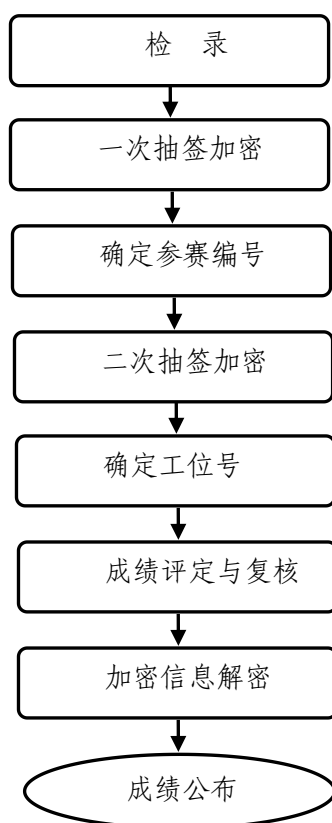 检 录
一次抽签加密
确定参赛编号
二次抽签加密
确定工位号
成绩评定与复核
加密信息解密
成绩公布